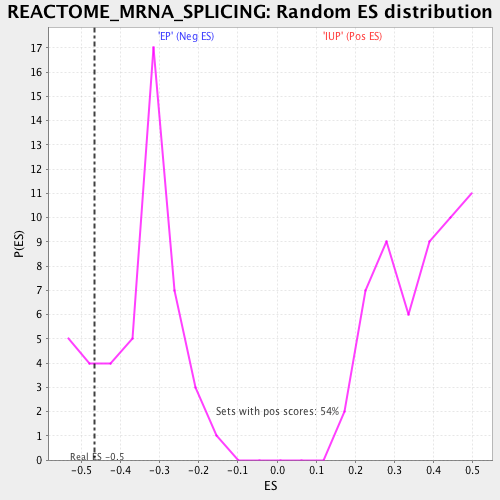 REACTOME_MRNA_SPLICING: Random ES distribution
'EP' (Neg ES)
'IUP' (Pos ES)
17
16
15
14
13
12
11
10
9
8
7
6
5
4
3
2
1
0
P(ES)
Sets with pos scores: 54%
Real ES -0.5
-0.5 -0.4 -0.3 -0.2 -0.1 0.0 0.1 0.2 0.3 0.4 0.5
ES